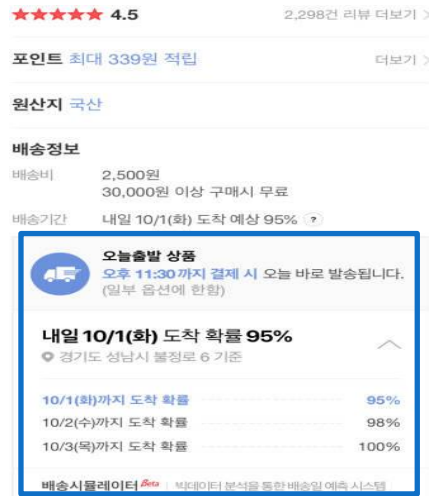 ★★★★★ 4.5 2,298건 리뷰 더보기 >
포인트 최대 339원 적립 더보기 >
원산지 국산
배송정보
배송비 2,500원
30,000원 이상 구매시 무료
배송기간 내일 10/1(화) 도착 예상 95% ?
오늘출발 상품
오후 11:30까지 결제 시 오늘 바로 발송됩니다.
(일부 옵션에 한함)
내일 10/1(화) 도착 확률 95%
경기도 성남시 불정로 6 기준
10/1(화)까지 도착 확률 95%
10/2(수)까지 도착 확률 98%
10/3(목)까지 도착 확률 100%
배송시뮬레이터 Beta | 빅데이터 분석을 통한 배송일 예측 시스템